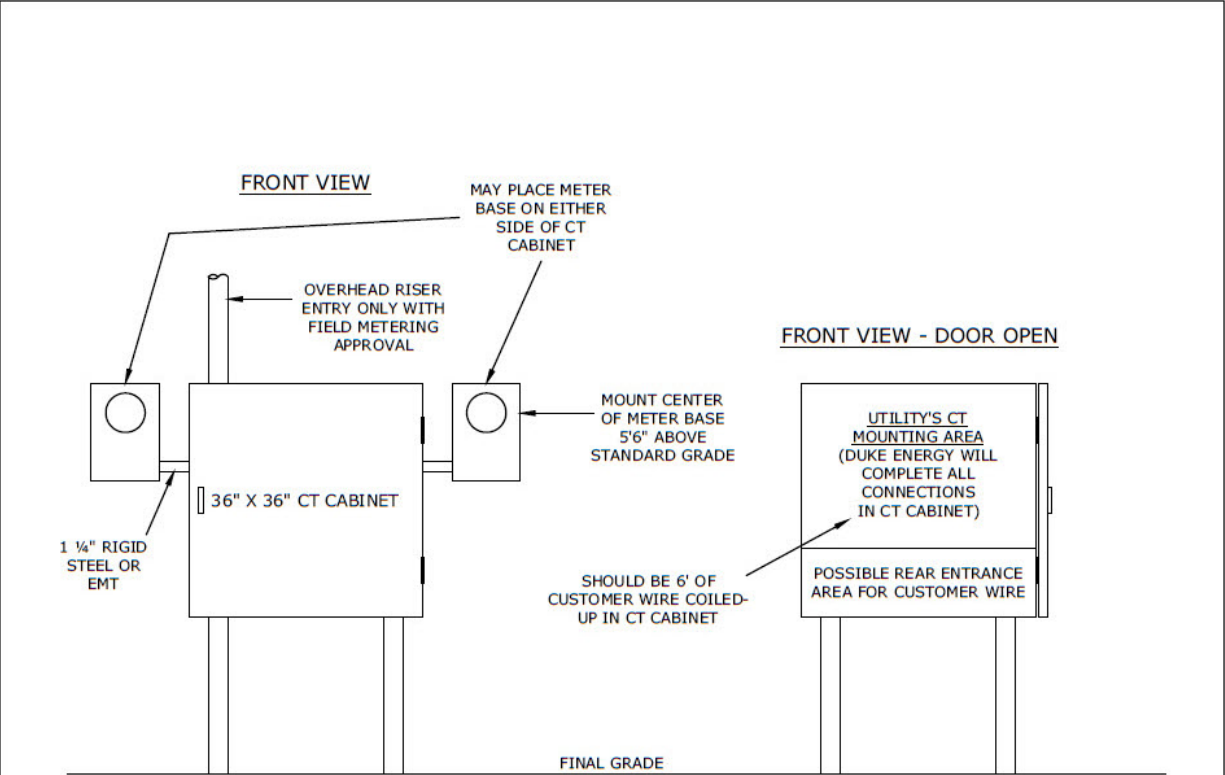 FRONT VIEW
MAY PLACE METER
BASE ON EITHER
SIDE OF CT
CABINET
OVERHEAD RISER
ENTRY ONLY WITH
FIELD METERING
APPROVAL
MOUNT CENTER
OF METER BASE
5'6" ABOVE
STANDARD GRADE
36" X 36" CT CABINET
1 ¼" RIGID
STEEL OR
EMT
FRONT VIEW - DOOR OPEN
UTILITY'S CT
MOUNTING AREA
(DUKE ENERGY WILL
COMPLETE ALL
CONNECTIONS
IN CT CABINET)
SHOULD BE 6' OF
CUSTOMER WIRE COILED-
UP IN CT CABINET
POSSIBLE REAR ENTRANCE
AREA FOR CUSTOMER WIRE
FINAL GRADE